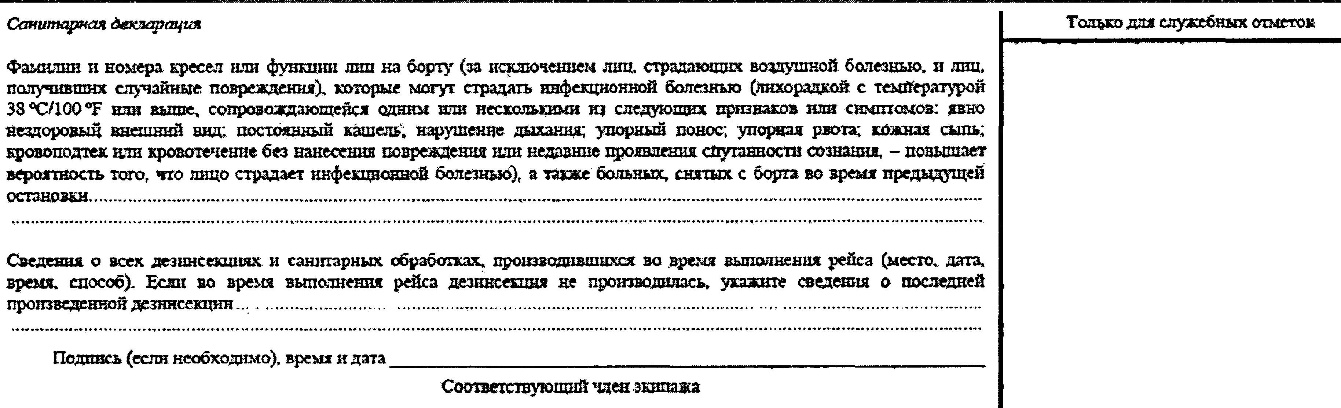 Санитарная декларация
Только для служебных отметок
Фамилии и номера кресел или функции лиц на борту (за исключением лиц, страдающих воздушной болезнью, и лиц,
получивших случайные повреждения), которые могут страдать инфекционной болезнью (лихорадкой с температурой
38 °C/100 °F или выше, сопровождающейся одним или несколькими из следующих признаков или симптомов: явно
нездоровый внешний вид; постоянный кашель; нарушение дыхания; упорный понос; упорная рвота; кожная сыпь;
кровоподтек или кровотечение без нанесения повреждения или недавние проявления спутанности сознания, – повышает
вероятность того, что лицо страдает инфекционной болезнью), а также больных, снятых с борта во время предыдущей
остановки
Сведения о всех дезинсекциях и санитарных обработках, производившихся во время выполнения рейса (место, дата,
время, способ). Если во время выполнения рейса дезинсекция не производилась, укажите сведения о последней
произведенной дезинсекции
Подпись (если необходимо), время и дата
Соответствующий член экипажа